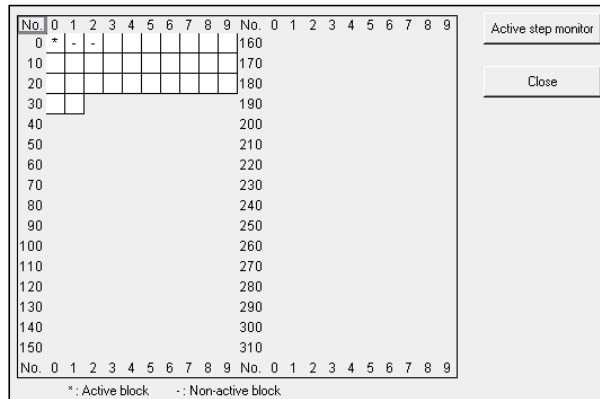 No. 0 1 2 3 4 5 6 7 8 9 No. 0 1 2 3 4 5 6 7 8 9
0 * - - 160
10 170
20 180
30 190
40 200
50 210
60 220
70 230
80 240
90 250
100 260
110 270
120 280
130 290
140 300
150 310
No. 0 1 2 3 4 5 6 7 8 9 No. 0 1 2 3 4 5 6 7 8 9
* : Active block - : Non-active block
Active step monitor
Close